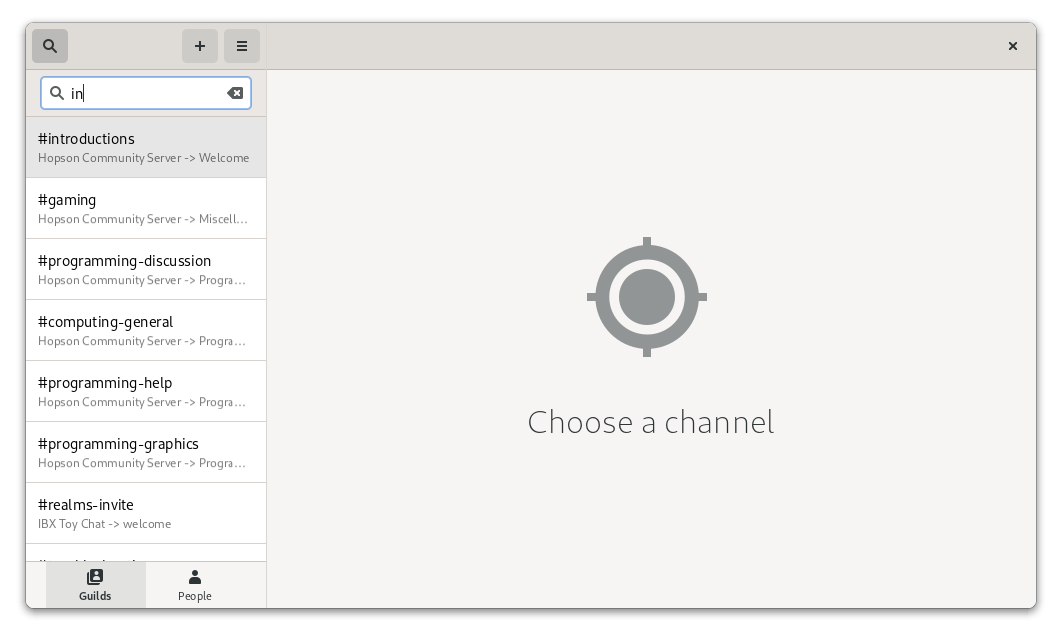 in
#introductions
Hopson Community Server -> Welcome
#gaming
Hopson Community Server -> Miscell…
#programming-discussion
Hopson Community Server -> Progra…
#computing-general
Hopson Community Server -> Progra…
#programming-help
Hopson Community Server -> Progra…
#programming-graphics
Hopson Community Server -> Progra…
#realms-invite
IBX Toy Chat -> welcome
Guilds
People
Choose a channel